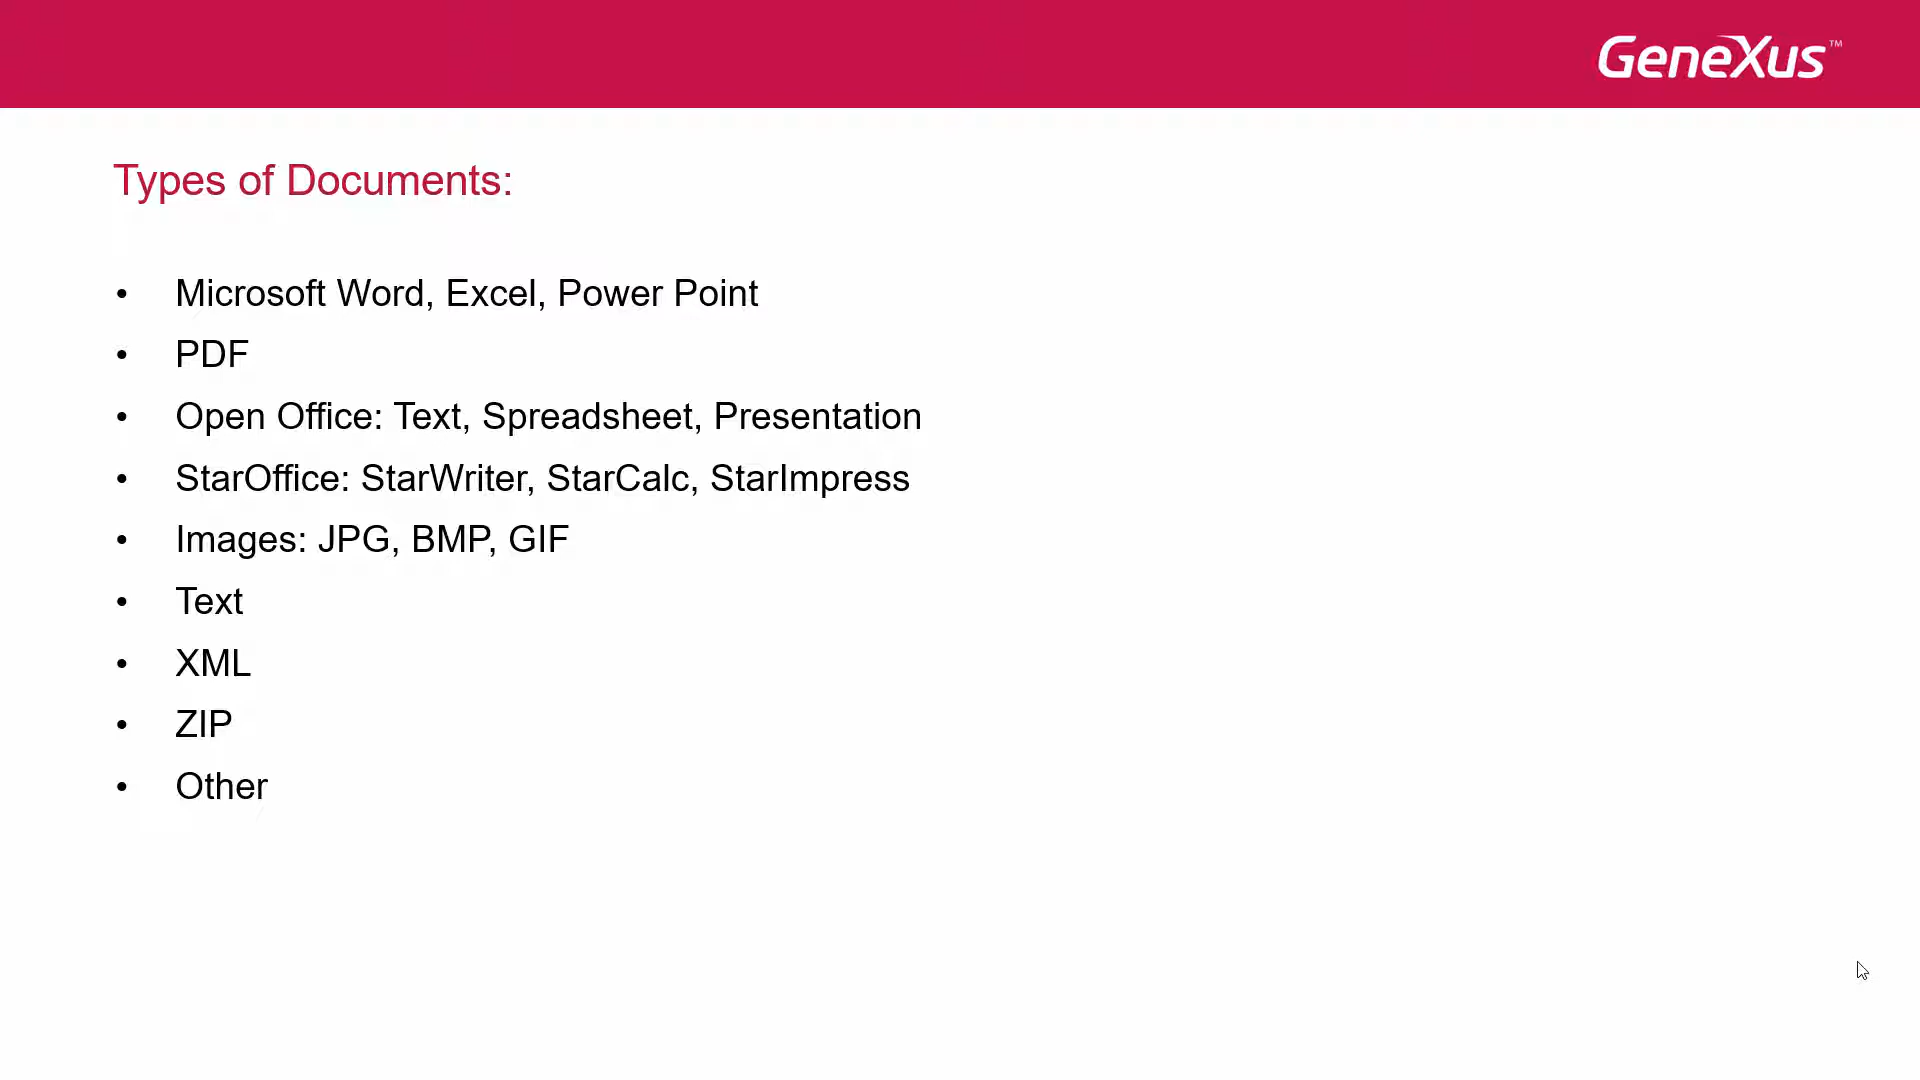 GeneXus™
Types of Documents:
• Microsoft Word, Excel, Power Point
• PDF
• Open Office: Text, Spreadsheet, Presentation
• StarOffice: StarWriter, StarCalc, StarImpress
• Images: JPG, BMP, GIF
• Text
• XML
• ZIP
• Other